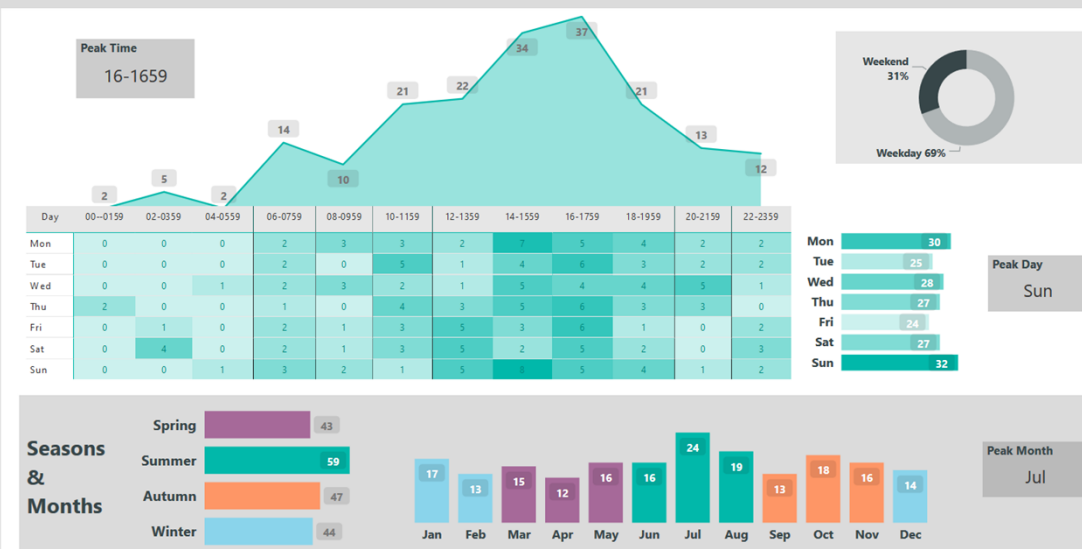 Peak Time
16-1659
2
5
2
14
10
21
22
34
37
21
13
12
Weekend
31%
Weekday 69%
Day 00--0159 02-0359 04-0559 06-0759 08-0959 10-1159 12-1359 14-1559 16-1759 18-1959 20-2159 22-2359
Mon 0 0 0 2 3 3 2 7 5 4 2 2
Tue 0 0 0 2 0 5 1 4 6 3 2 2
Wed 0 0 1 2 3 2 1 5 4 4 5 1
Thu 2 0 0 1 0 4 3 5 6 3 3 0
Fri 0 1 0 2 1 3 5 3 6 1 0 2
Sat 0 4 0 2 1 3 5 2 5 2 0 3
Sun 0 0 1 3 2 1 5 8 5 4 1 2
Mon 30
Tue 25
Wed 28
Thu 27
Fri 24
Sat 27
Sun 32
Peak Day
Sun
Seasons
&
Months
Spring 43
Summer 59
Autumn 47
Winter 44
17 13 15 12 16 16 24 19 13 18 16 14
Jan Feb Mar Apr May Jun Jul Aug Sep Oct Nov Dec
Peak Month
Jul